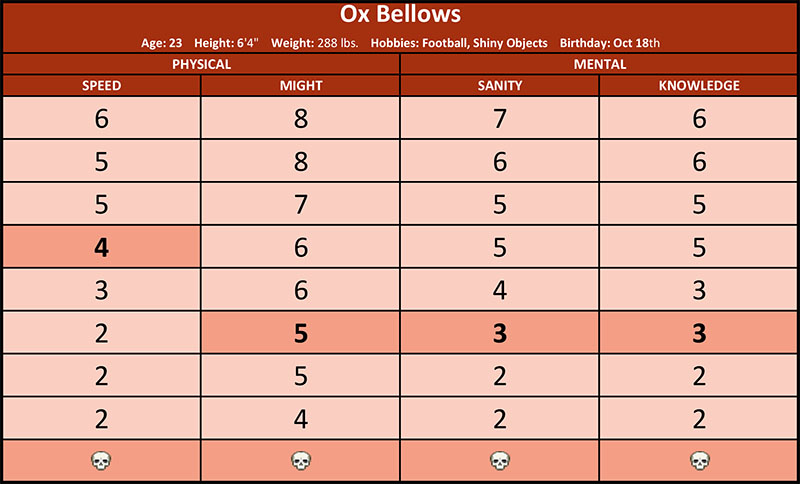 Ox Bellows
Age: 23 Height: 6'4" Weight: 288 lbs. Hobbies: Football, Shiny Objects Birthday: Oct 18th
PHYSICAL MENTAL
SPEED MIGHT SANITY KNOWLEDGE
6 8 7 6
5 8 6 6
5 7 5 5
4 6 5 5
3 6 4 3
2 5 3 3
2 5 2 2
2 4 2 2